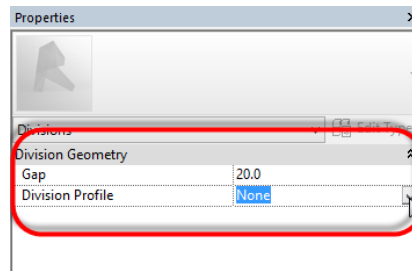 Properties
Divisions Edit Type
Division Geometry
Gap 20.0
Division Profile None